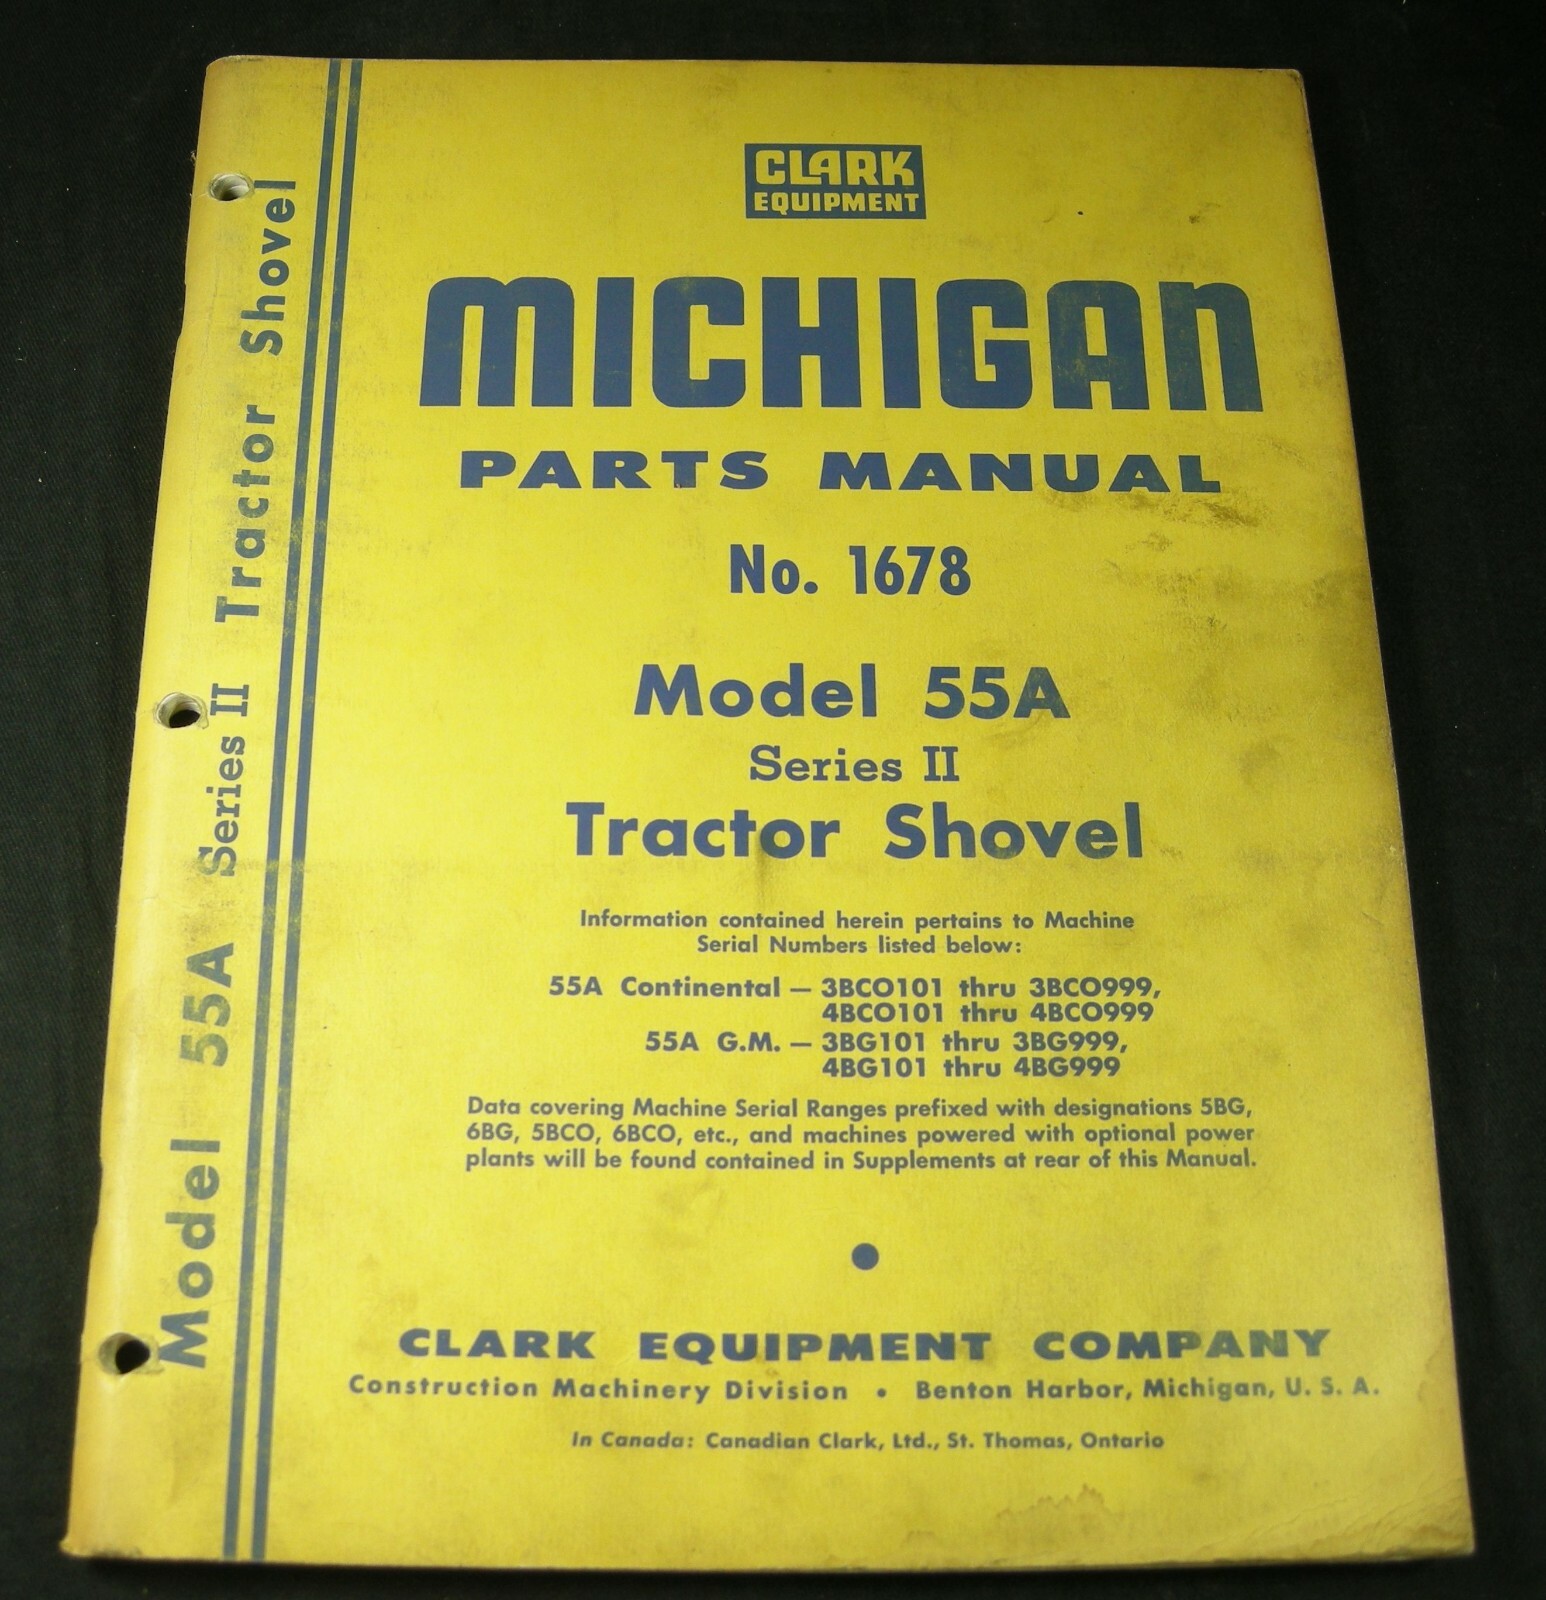 CLARK
EQUIPMENT
MICHIGAN
PARTS MANUAL
No. 1678
Model 55A
Series II
Tractor Shovel
Information contained herein pertains to Machine
Serial Numbers listed below:
55A Continental — 3BCO101 thru 3BCO999,
4BCO101 thru 4BCO999
55A G.M. — 3BG101 thru 3BG999,
4BG101 thru 4BG999
Data covering Machine Serial Ranges prefixed with designations 5BG,
6BG, 5BCO, 6BCO, etc., and machines powered with optional power
plants will be found contained in Supplements at rear of this Manual.
CLARK EQUIPMENT COMPANY
Construction Machinery Division • Benton Harbor, Michigan, U. S. A.
In Canada: Canadian Clark, Ltd., St. Thomas, Ontario
Model 55A Series II Tractor Shovel